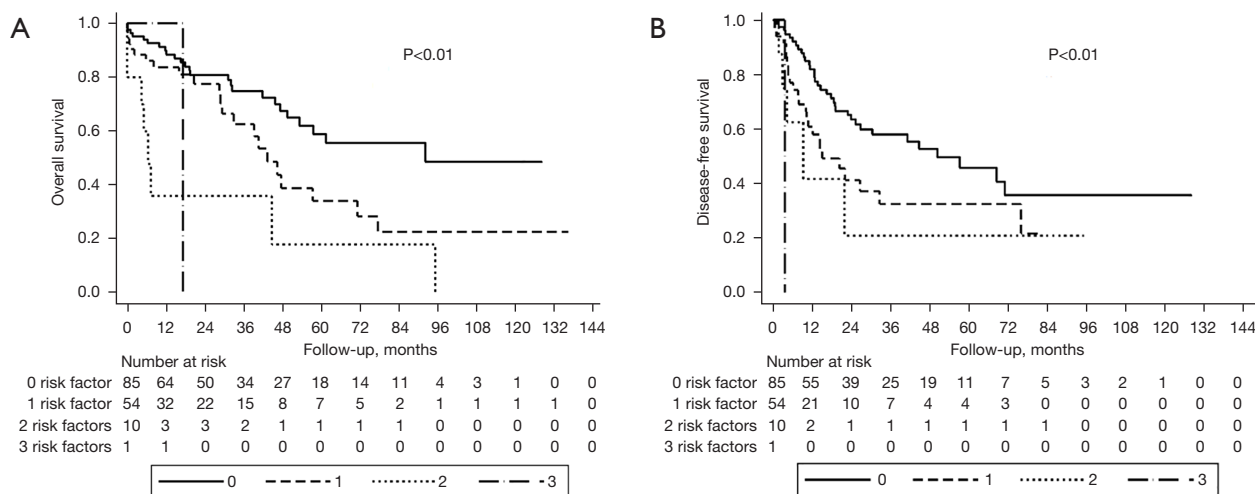 A
P<0.01
1.0
0.8
0.6
0.4
0.2
0.0
Overall survival
0 12 24 36 48 60 72 84 96 108 120 132 144
Follow-up, months
Number at risk
0 risk factor 85 64 50 34 27 18 14 11 4 3 1 0 0
1 risk factor 54 32 22 15 8 7 5 2 1 1 1 1 0
2 risk factors 10 3 3 2 1 1 1 1 0 0 0 0 0
3 risk factors 1 1 0 0 0 0 0 0 0 0 0 0 0
0 1 2 3
B
P<0.01
1.0
0.8
0.6
0.4
0.2
0.0
Disease-free survival
0 12 24 36 48 60 72 84 96 108 120 132 144
Follow-up, months
Number at risk
0 risk factor 85 55 39 25 19 11 7 5 3 2 1 0 0
1 risk factor 54 21 10 7 4 4 3 0 0 0 0 0 0
2 risk factors 10 2 1 1 1 1 1 1 0 0 0 0 0
3 risk factors 1 0 0 0 0 0 0 0 0 0 0 0 0
0 1 2 3